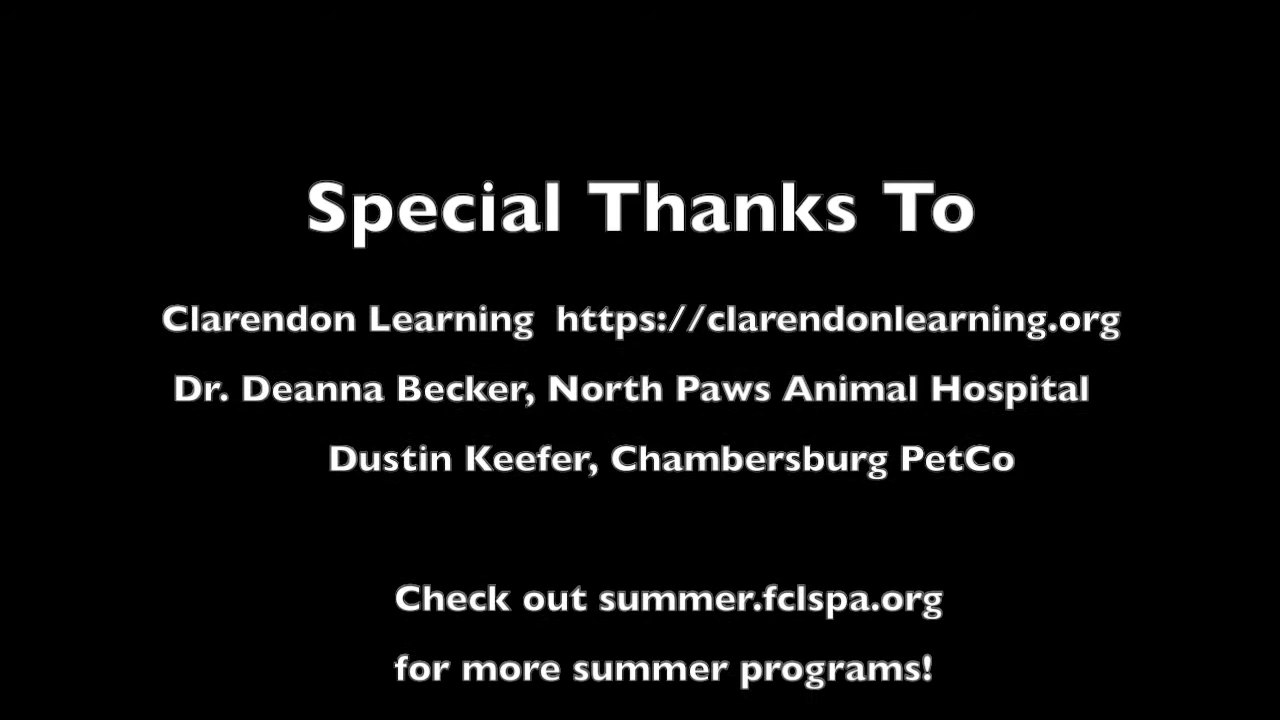 Special Thanks To
Clarendon Learning  https://clarendonlearning.org
Dr. Deanna Becker, North Paws Animal Hospital
Dustin Keefer, Chambersburg PetCo
Check out summer.fclspa.org
for more summer programs!